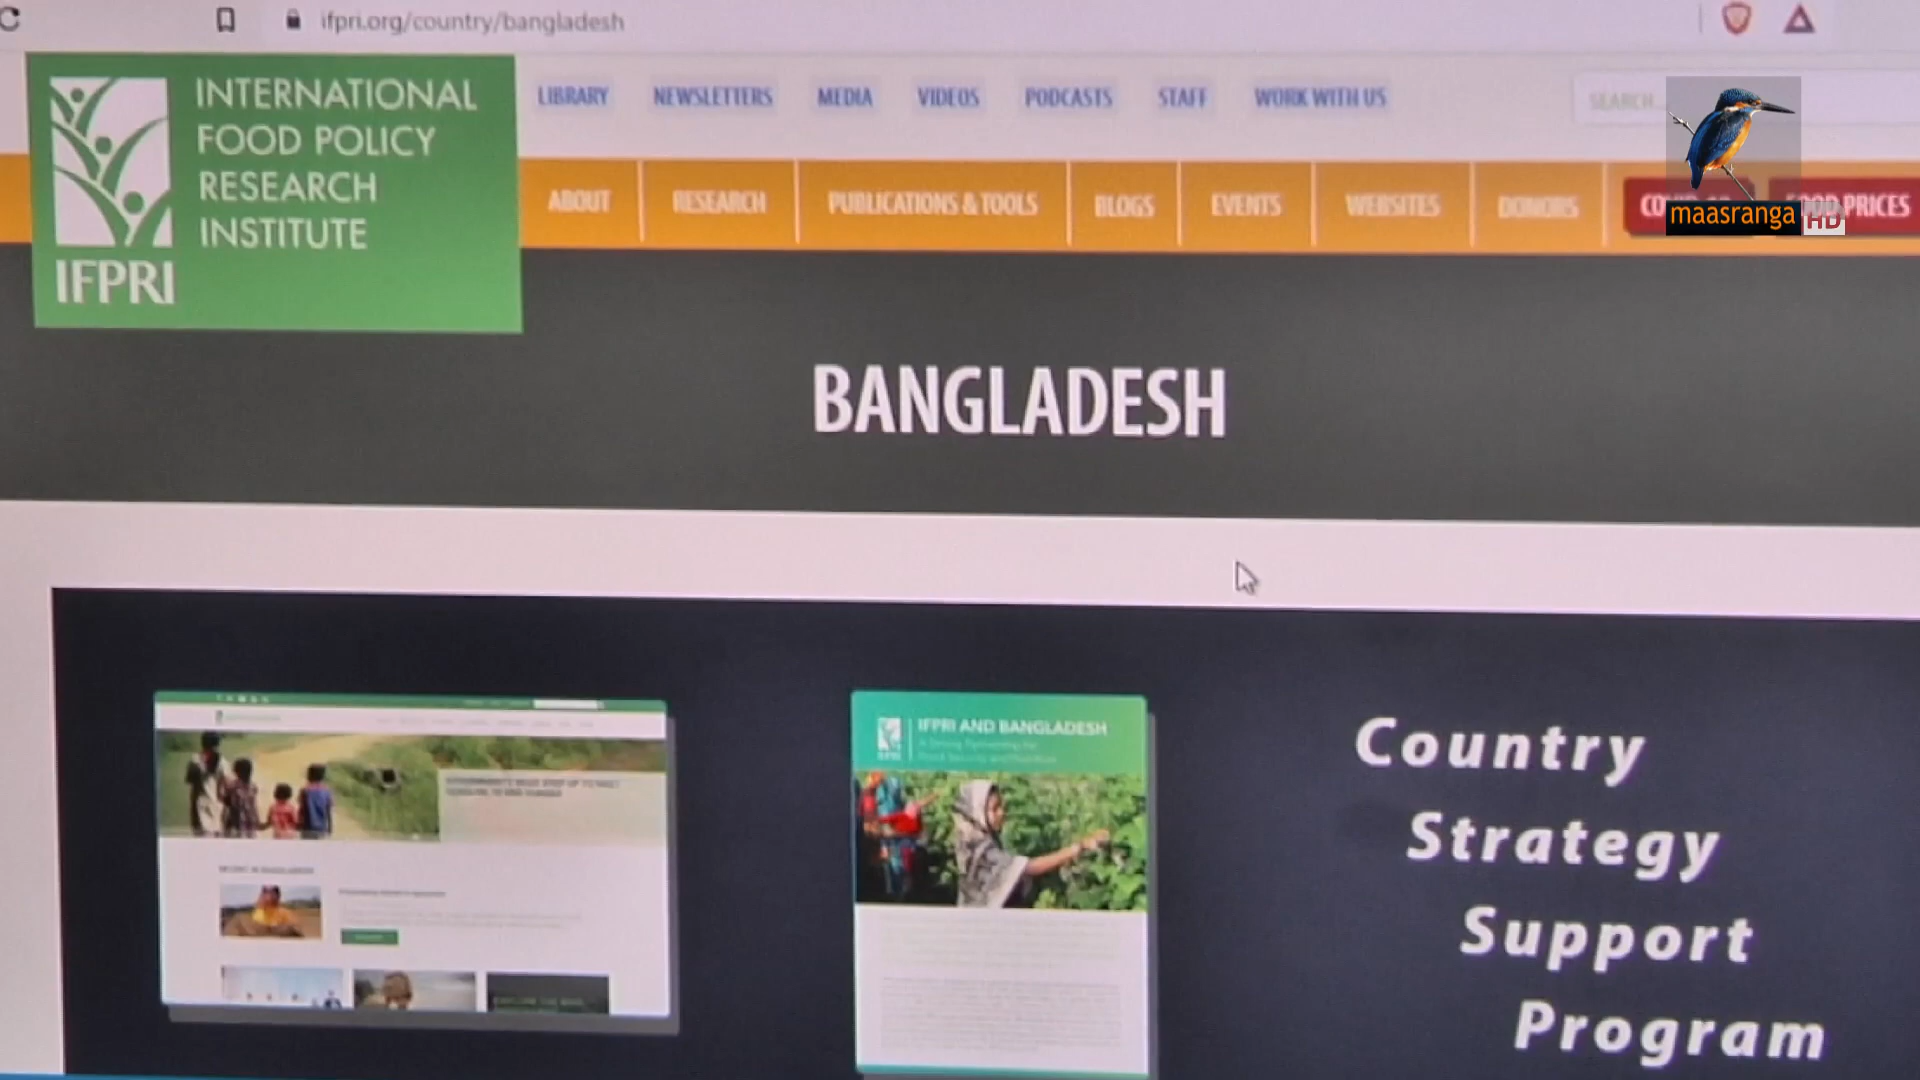 ifpri.org/country/bangladesh
INTERNATIONAL
FOOD POLICY
RESEARCH
INSTITUTE
IFPRI
LIBRARY NEWSLETTERS MEDIA VIDEOS PODCASTS STAFF WORK WITH US
SEARCH...
ABOUT RESEARCH PUBLICATIONS & TOOLS BLOGS EVENTS WEBSITES DONORS FOOD PRICES
maasranga HD
BANGLADESH
IFPRI AND BANGLADESH
Country
Strategy
Support
Program